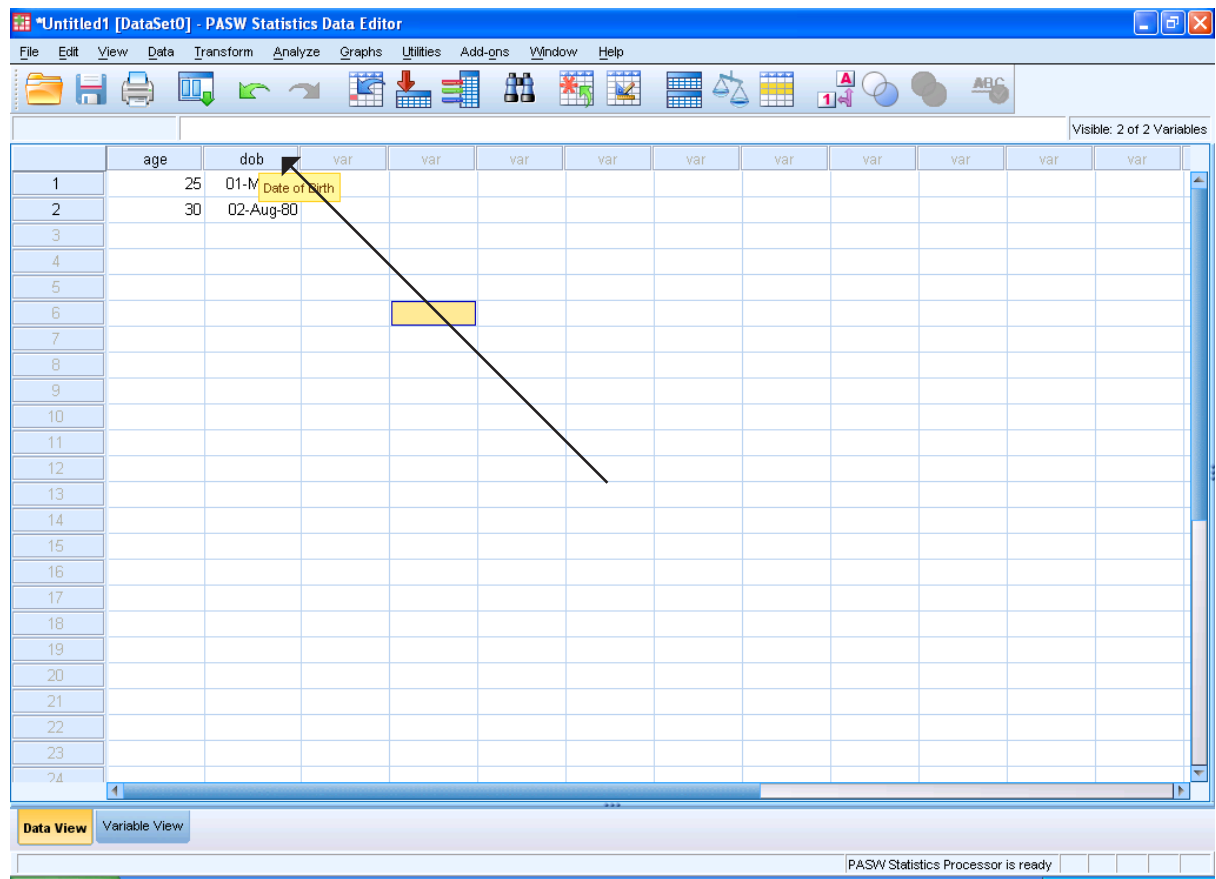 *Untitled1 [DataSet0] - PASW Statistics Data Editor
File Edit View Data Transform Analyze Graphs Utilities Add-ons Window Help
A
1
ABC
Visible: 2 of 2 Variables
age dob var var var var var var var var var var
1 25 01-M
Date of Birth
2 30 02-Aug-80
3
4
5
6
7
8
9
10
11
12
13
14
15
16
17
18
19
20
21
22
23
24
Data View Variable View
PASW Statistics Processor is ready